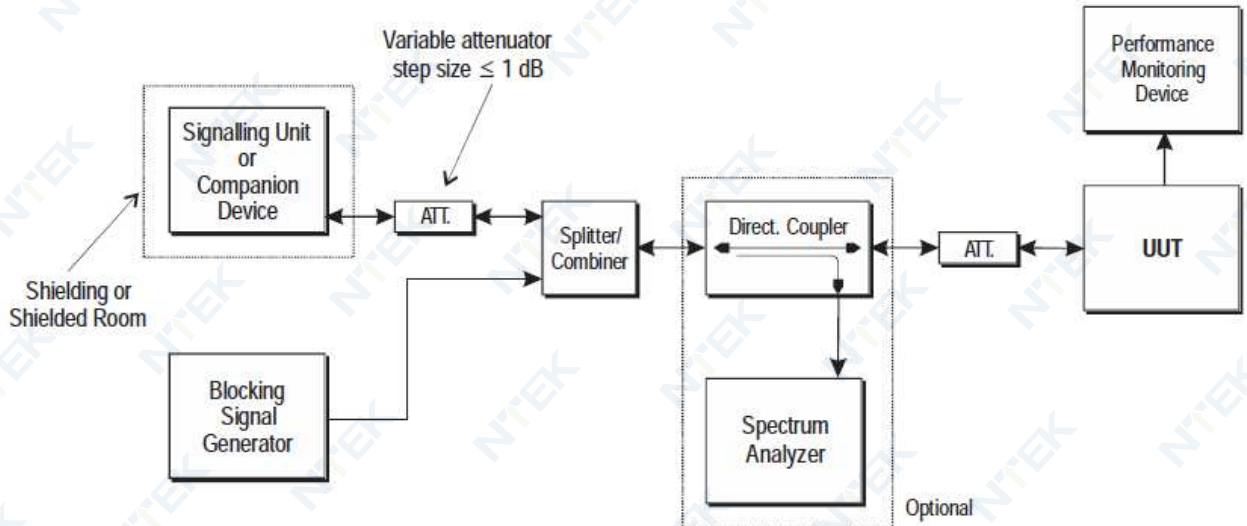 Variable attenuator
step size ≤ 1 dB
Performance
Monitoring
Device
Signalling Unit
or
Companion
Device
ATT.
Splitter/
Combiner
Direct. Coupler
ATT.
UUT
Shielding or
Shielded Room
Blocking
Signal
Generator
Spectrum
Analyzer
Optional
NTEK